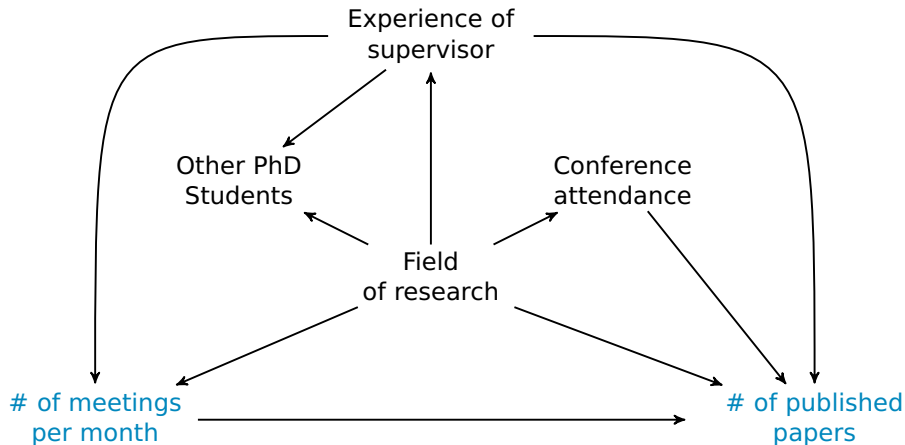 Experience of
supervisor
Other PhD
Students
Conference
attendance
Field
of research
# of meetings
per month
# of published
papers